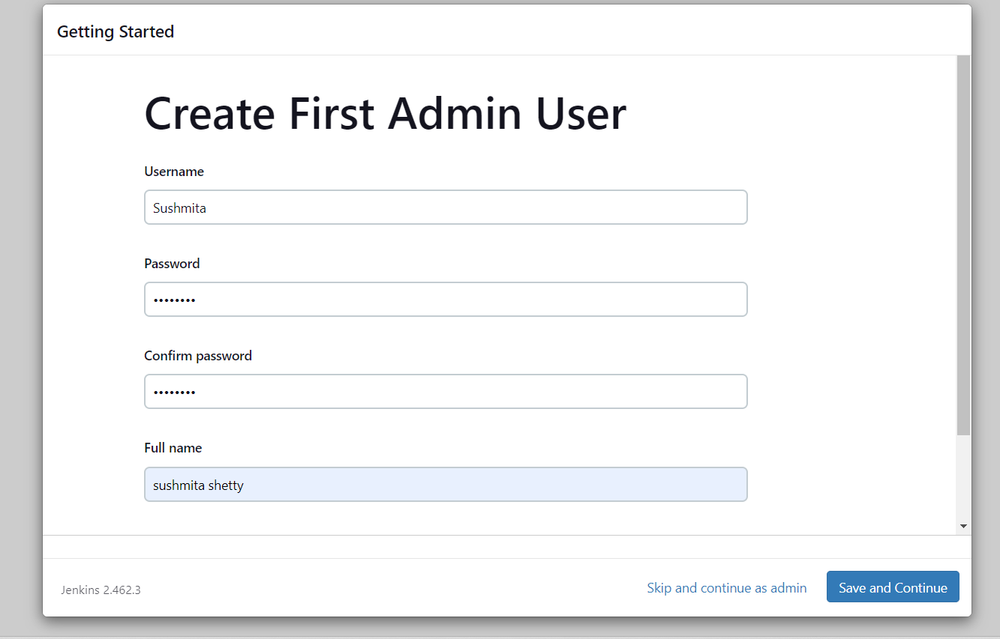 Getting Started
Create First Admin User
Username
Sushmita
Password
••••••••
Confirm password
••••••••
Full name
sushmita shetty
Jenkins 2.462.3
Skip and continue as admin
Save and Continue